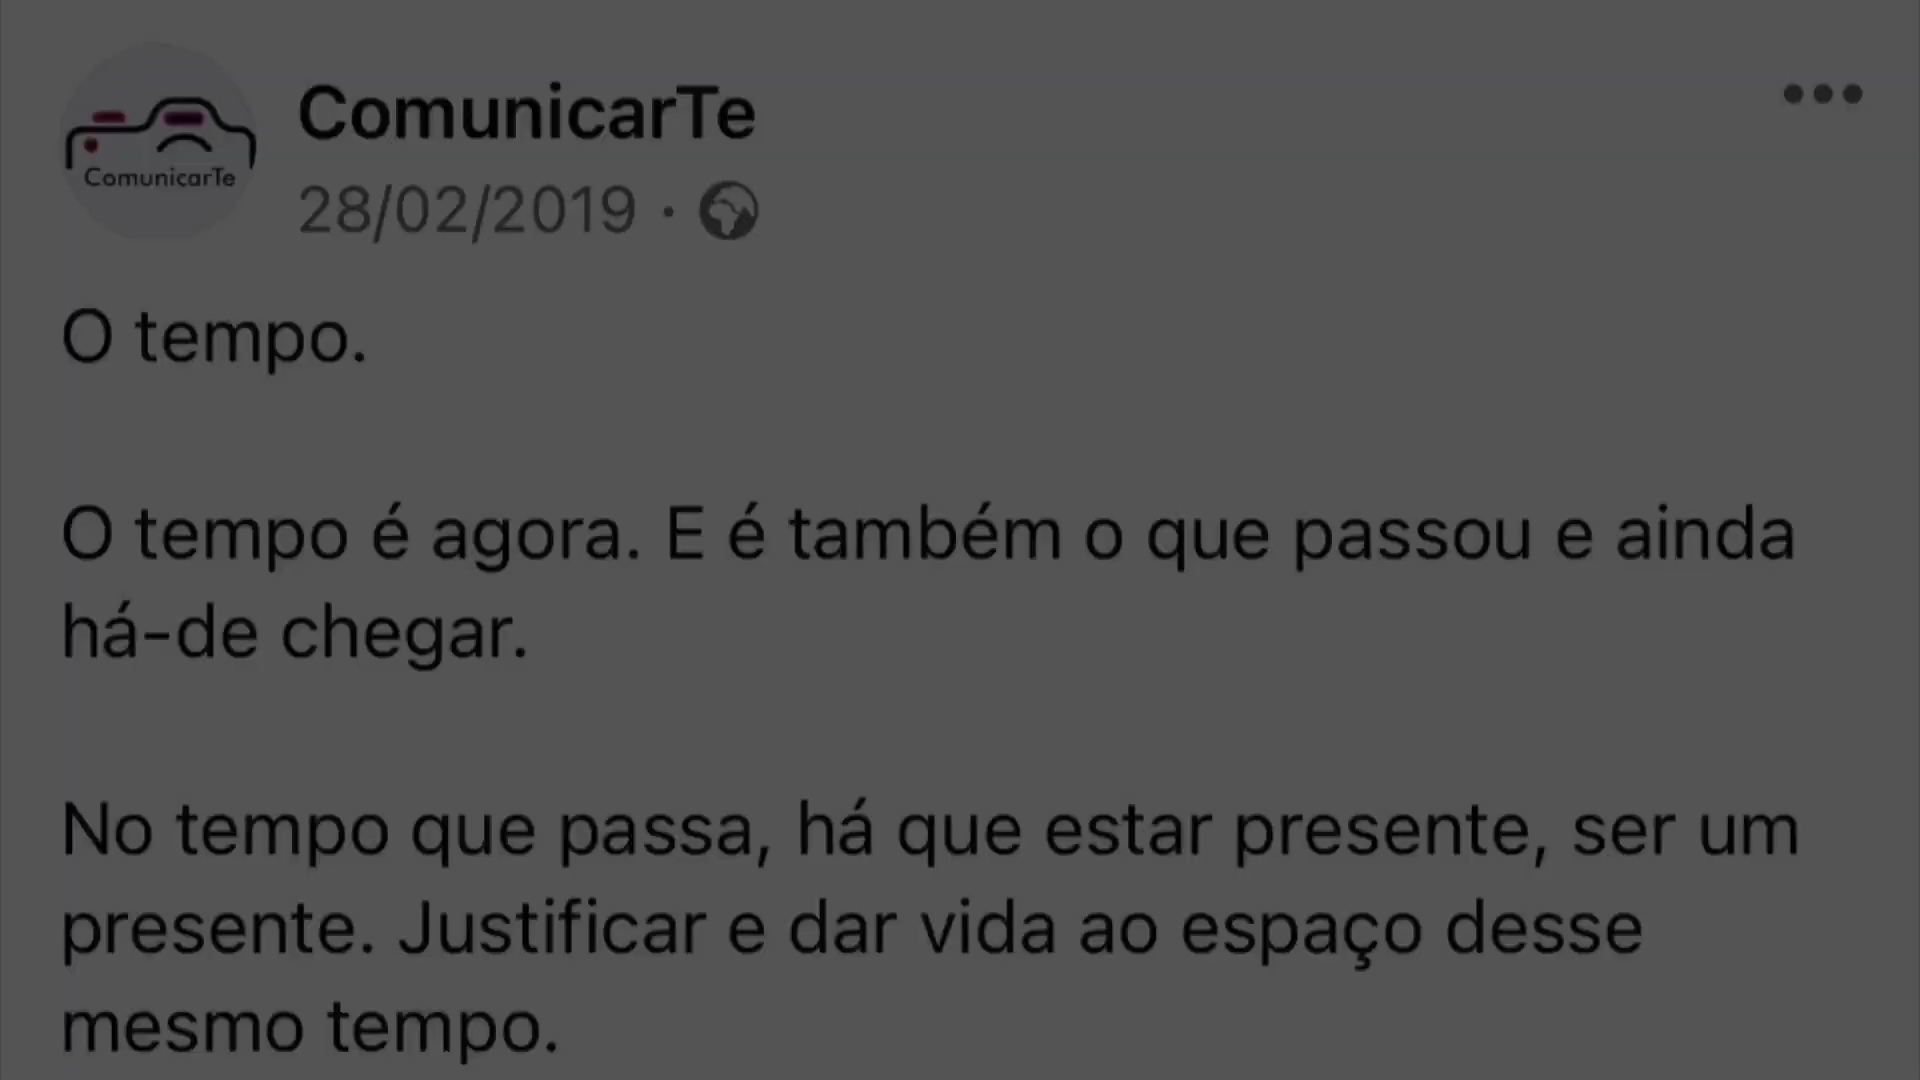 ComunicarTe
ComunicarTe
28/02/2019 ·
O tempo.
O tempo é agora. E é também o que passou e ainda
há-de chegar.
No tempo que passa, há que estar presente, ser um
presente. Justificar e dar vida ao espaço desse
mesmo tempo.